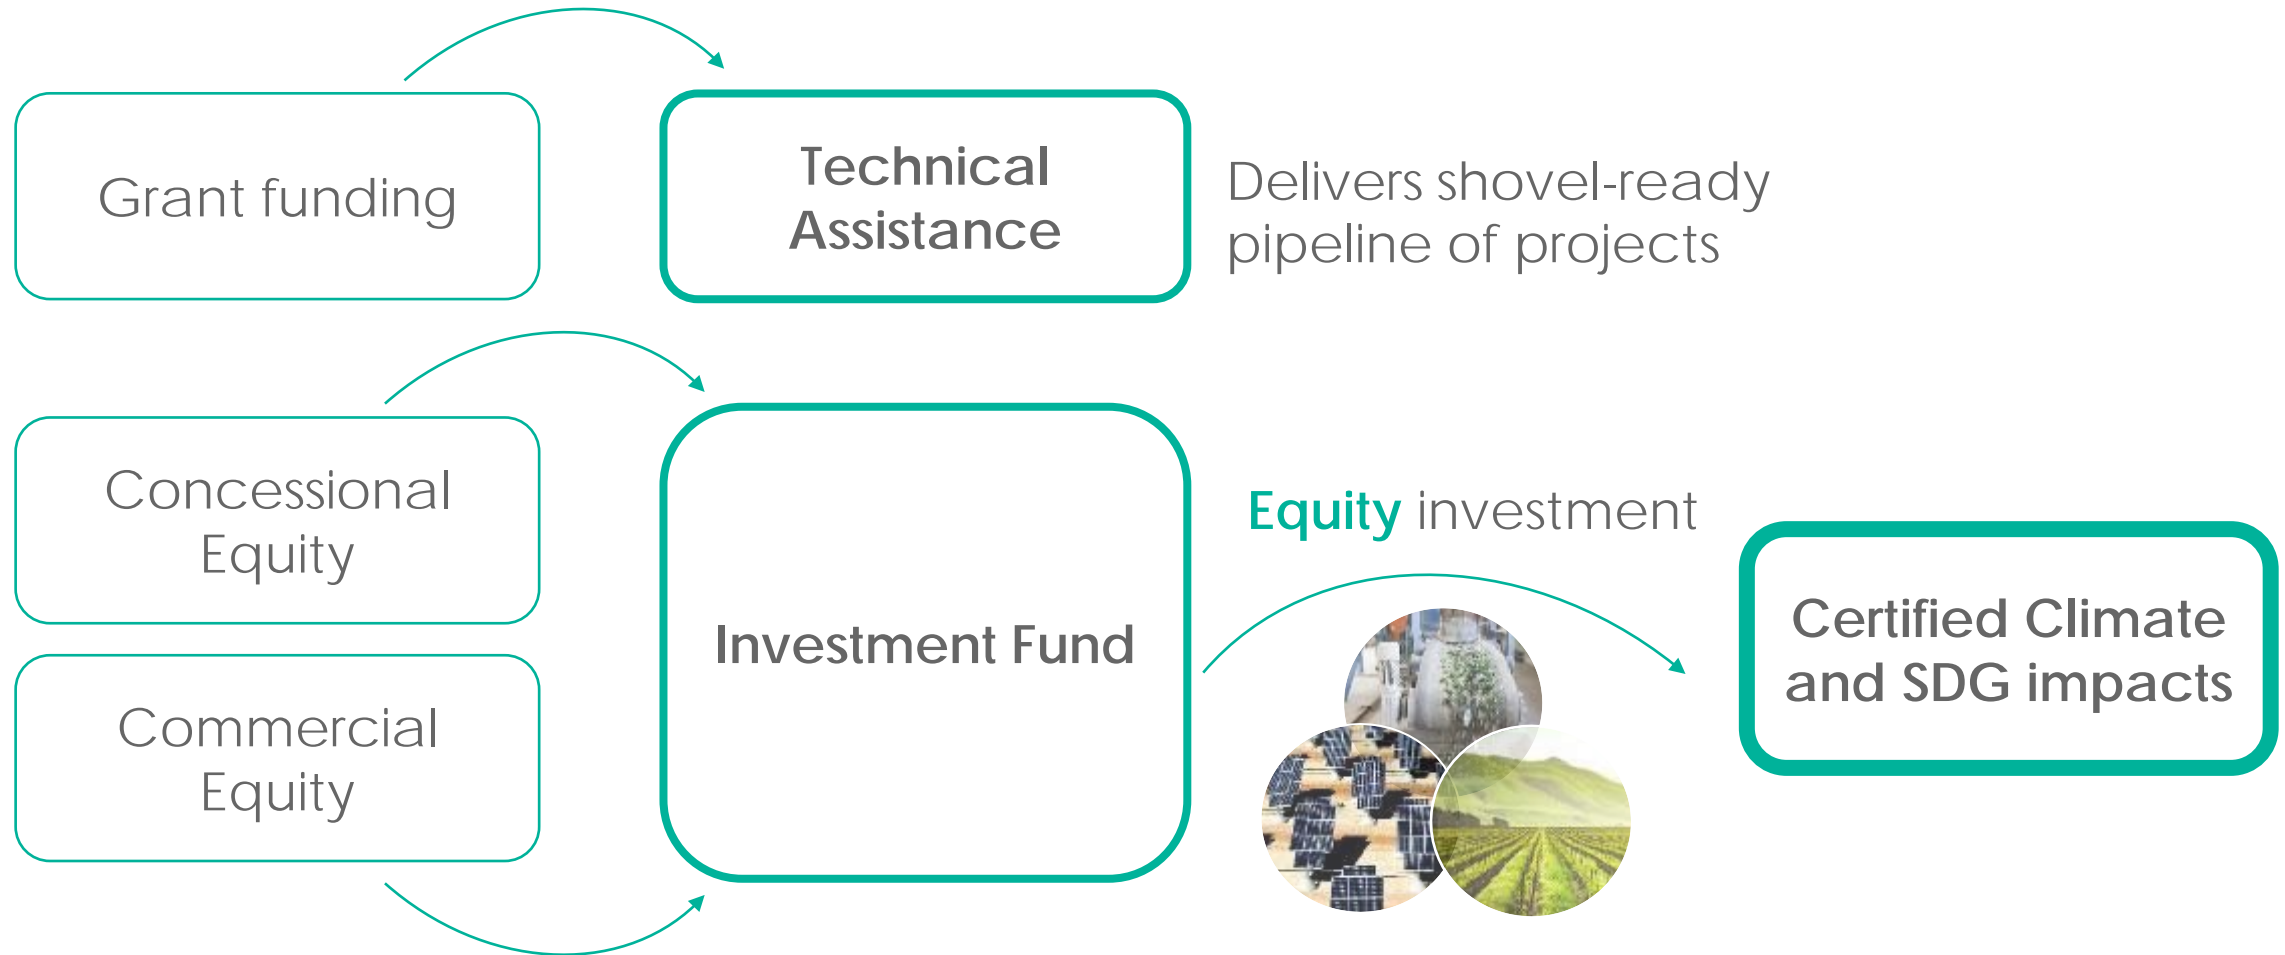 Grant funding
Technical
Assistance
Delivers shovel-ready
pipeline of projects
Concessional
Equity
Commercial
Equity
Investment Fund
Equity investment
Certified Climate
and SDG impacts